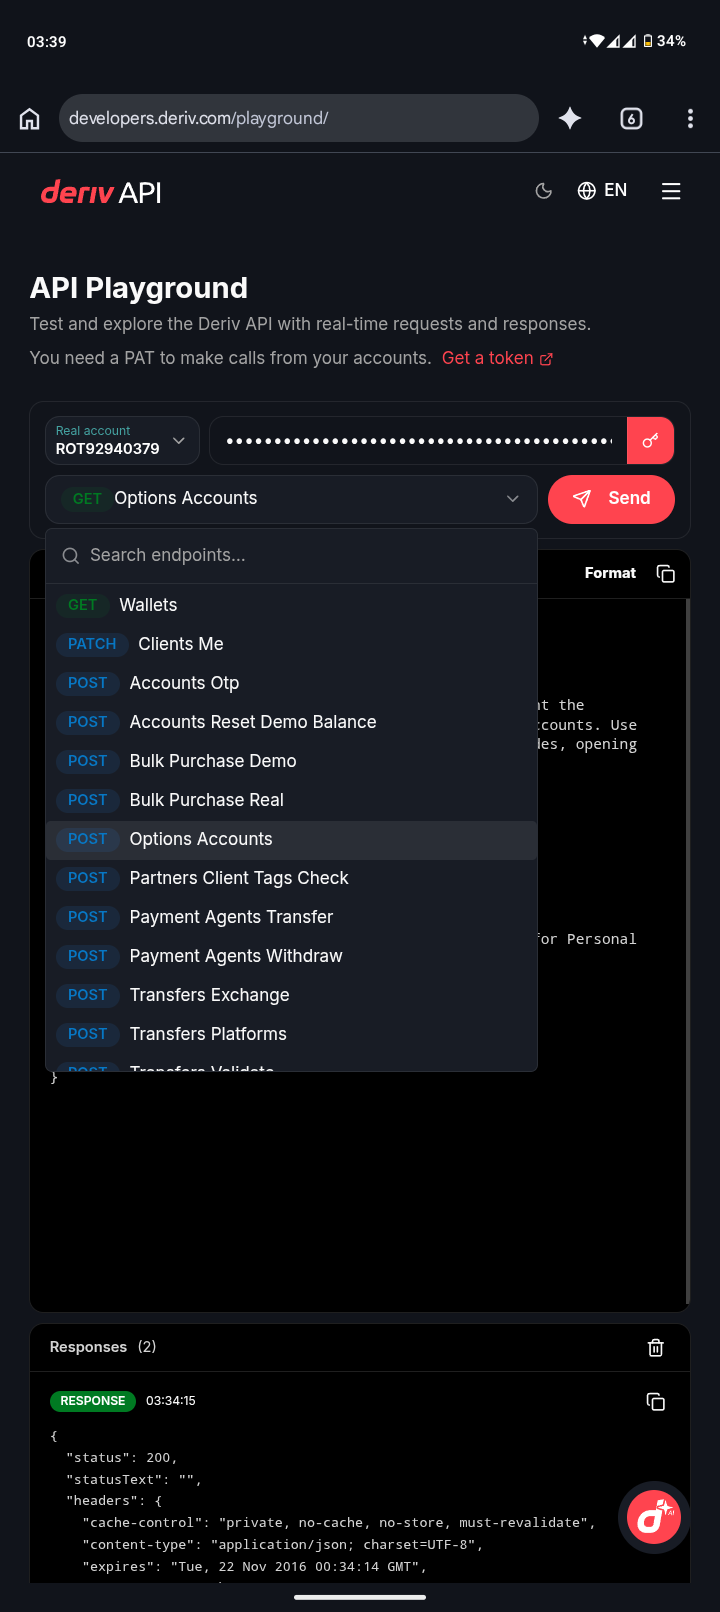 03:39
34%
developers.deriv.com/playground/
6
deriv API
EN
API Playground
Test and explore the Deriv API with real-time requests and responses.
You need a PAT to make calls from your accounts. Get a token
Real account
ROT92940379
GET Options Accounts
Send
Search endpoints...
Format
GET Wallets
PATCH Clients Me
POST Accounts Otp
the
POST Accounts Reset Demo Balance
Use
POST Bulk Purchase Demo
opening
POST Bulk Purchase Real
POST Options Accounts
POST Partners Client Tags Check
POST Payment Agents Transfer
for Personal
POST Payment Agents Withdraw
POST Transfers Exchange
POST Transfers Platforms
POST Transfers Validate
}
Responses (2)
RESPONSE 03:34:15
{
"status": 200,
"statusText": "",
"headers": {
"cache-control": "private, no-cache, no-store, must-revalidate",
"content-type": "application/json; charset=UTF-8",
"expires": "Tue, 22 Nov 2016 00:34:14 GMT",